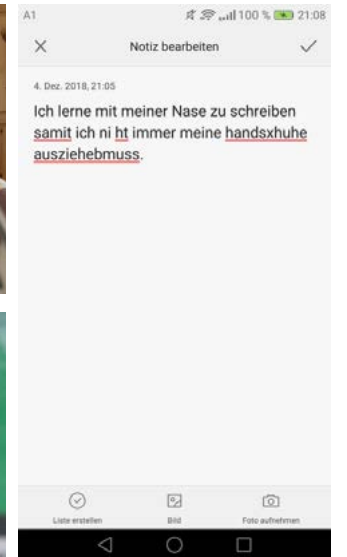 A1 100 % 21:08
Notiz bearbeiten
4. Dez. 2018, 21:05
Ich lerne mit meiner Nase zu schreiben
samit ich ni ht immer meine handsxhuhe
ausziehebmuss.
Liste erstellen Bild Foto aufnehmen